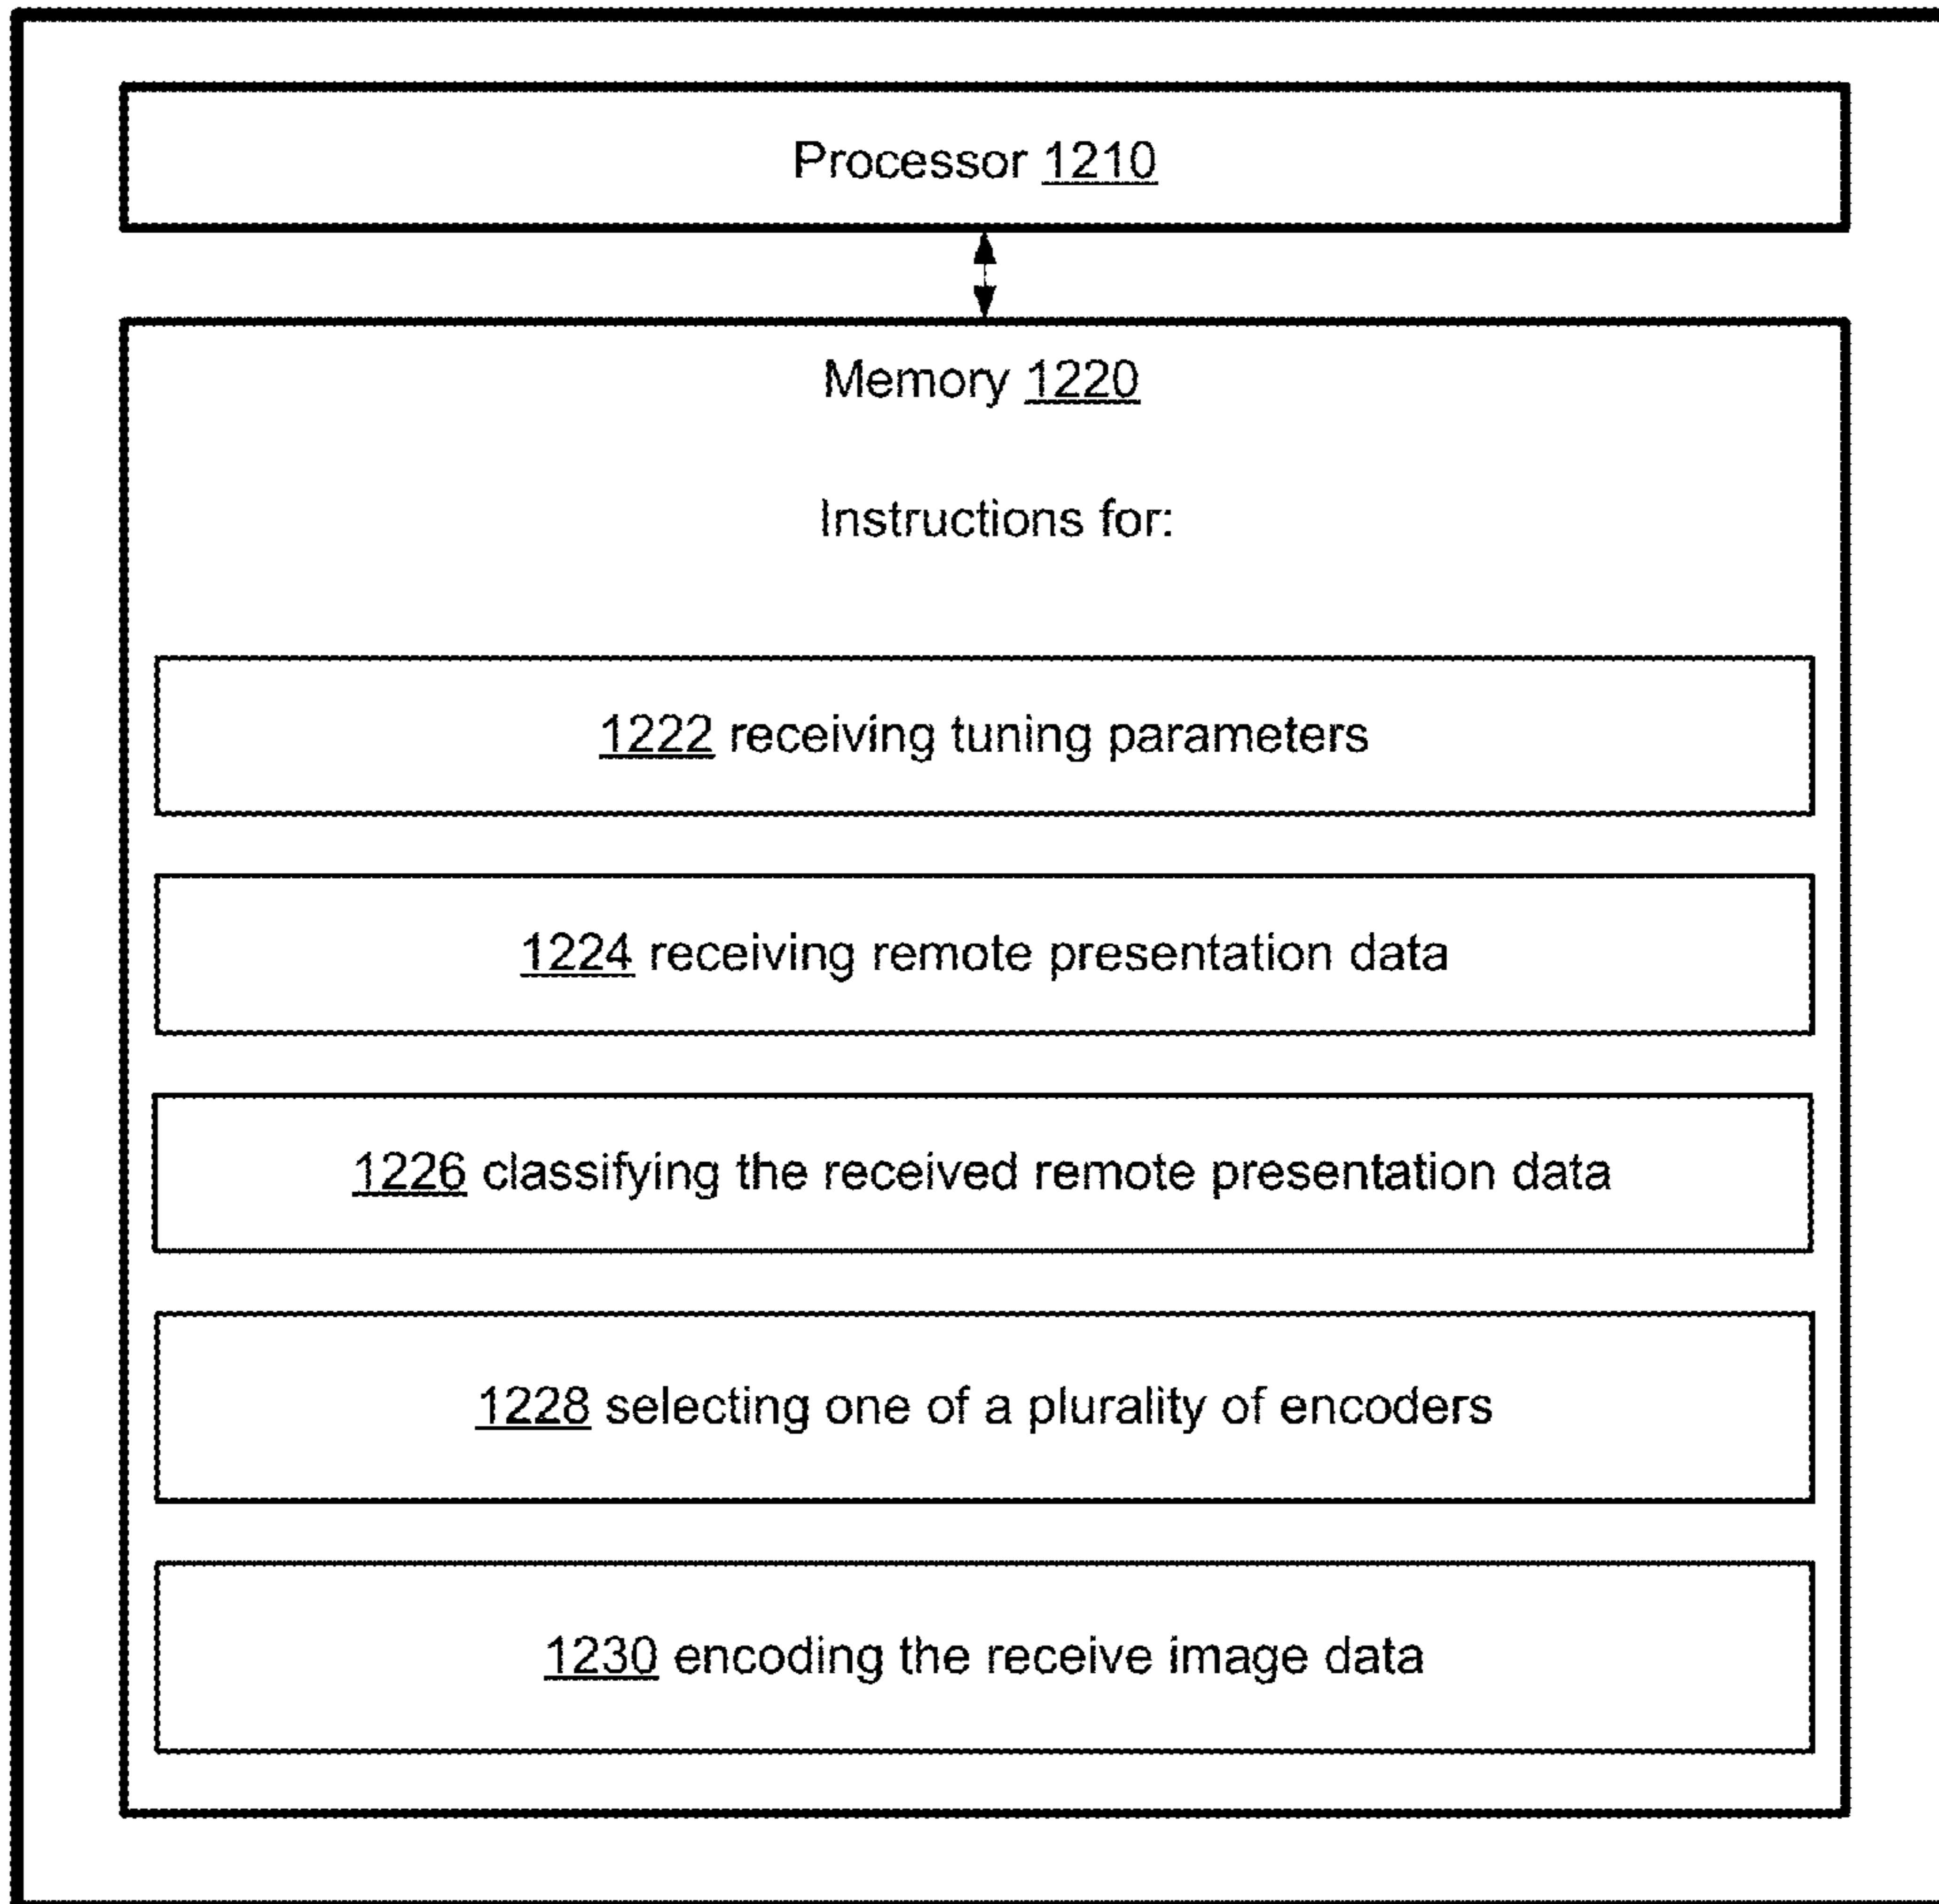 Processor 1210
Memory 1220
Instructions for:
1222 receiving tuning parameters
1224 receiving remote presentation data
1226 classifying the received remote presentation data
1228 selecting one of a plurality of encoders
1230 encoding the receive image data